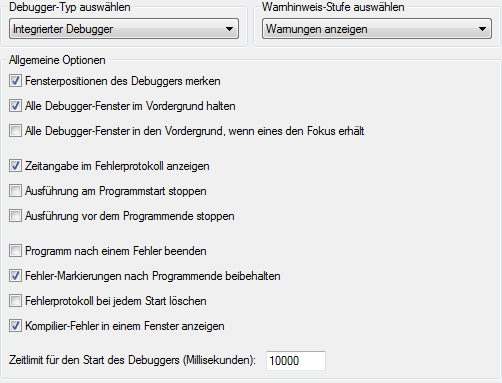 Debugger-Typ auswählen
Warnhinweis-Stufe auswählen
Integrierter Debugger
Warnungen anzeigen
Allgemeine Optionen
Fensterpositionen des Debuggers merken
Alle Debugger-Fenster im Vordergrund halten
Alle Debugger-Fenster in den Vordergrund, wenn eines den Fokus erhält
Zeitangabe im Fehlerprotokoll anzeigen
Ausführung am Programmstart stoppen
Ausführung vor dem Programmende stoppen
Programm nach einem Fehler beenden
Fehler-Markierungen nach Programmende beibehalten
Fehlerprotokoll bei jedem Start löschen
Kompilier-Fehler in einem Fenster anzeigen
Zeitlimit für den Start des Debuggers (Millisekunden): 10000